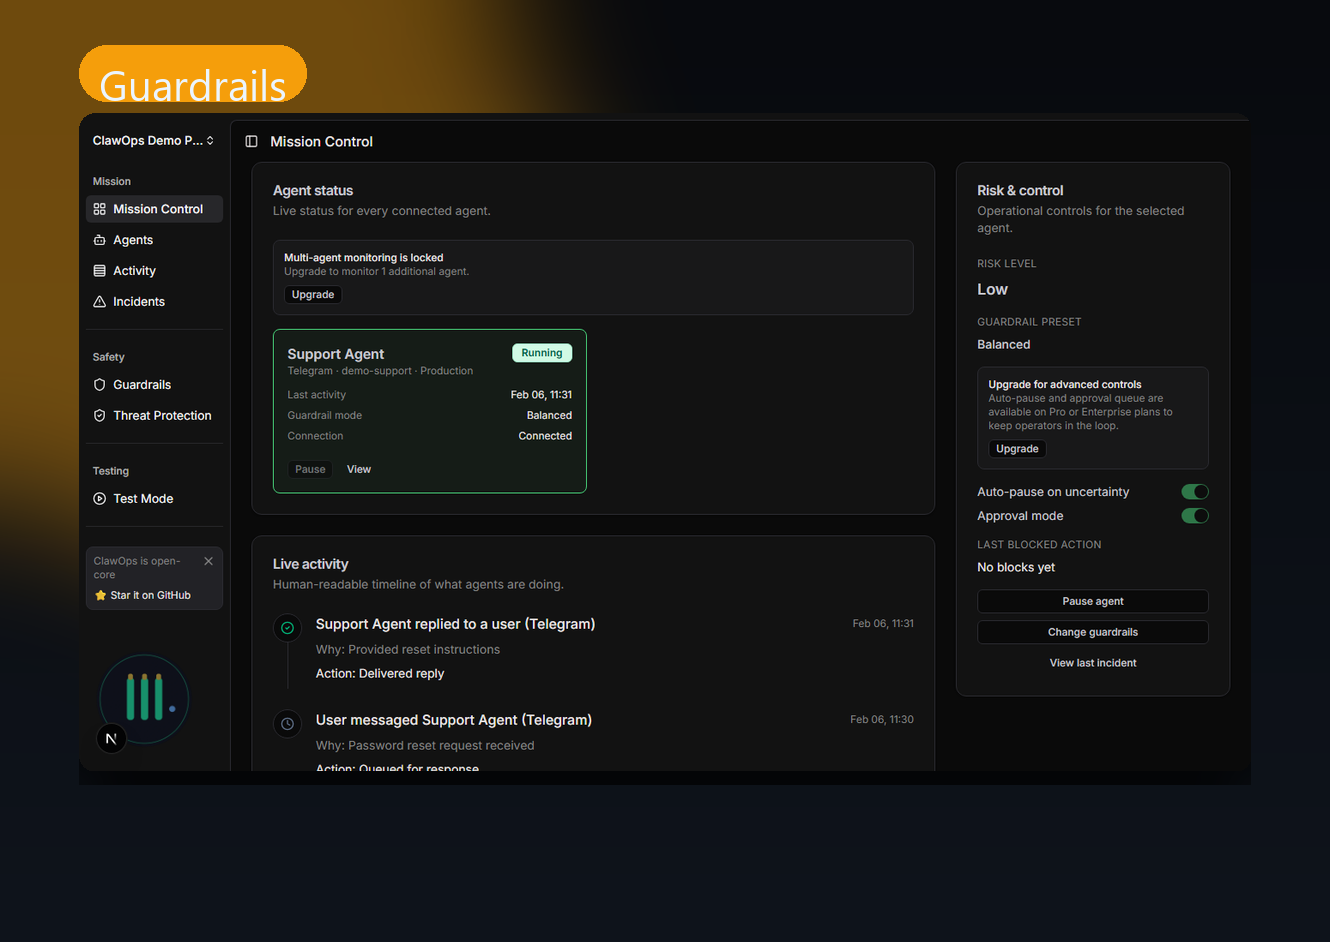 Guardrails
ClawOps Demo P...
Mission
Mission Control
Agents
Activity
Incidents
Safety
Guardrails
Threat Protection
Testing
Test Mode
ClawOps is open-
core
⭐ Star it on GitHub
N
Mission Control
Agent status
Live status for every connected agent.
Multi-agent monitoring is locked
Upgrade to monitor 1 additional agent.
Upgrade
Support Agent
Running
Telegram · demo-support · Production
Last activity
Feb 06, 11:31
Guardrail mode
Balanced
Connection
Connected
Pause
View
Live activity
Human-readable timeline of what agents are doing.
Support Agent replied to a user (Telegram)
Feb 06, 11:31
Why: Provided reset instructions
Action: Delivered reply
User messaged Support Agent (Telegram)
Feb 06, 11:30
Why: Password reset request received
Action: Queued for response
Risk & control
Operational controls for the selected
agent.
RISK LEVEL
Low
GUARDRAIL PRESET
Balanced
Upgrade for advanced controls
Auto-pause and approval queue are
available on Pro or Enterprise plans to
keep operators in the loop.
Upgrade
Auto-pause on uncertainty
Approval mode
LAST BLOCKED ACTION
No blocks yet
Pause agent
Change guardrails
View last incident